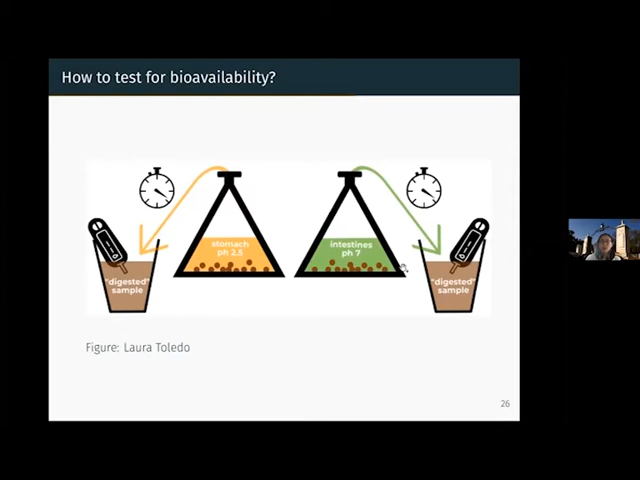 How to test for bioavailability?
stomach
ph 2,5
intestines
ph 7
"digested"
sample
"digested"
sample
Figure: Laura Toledo
26